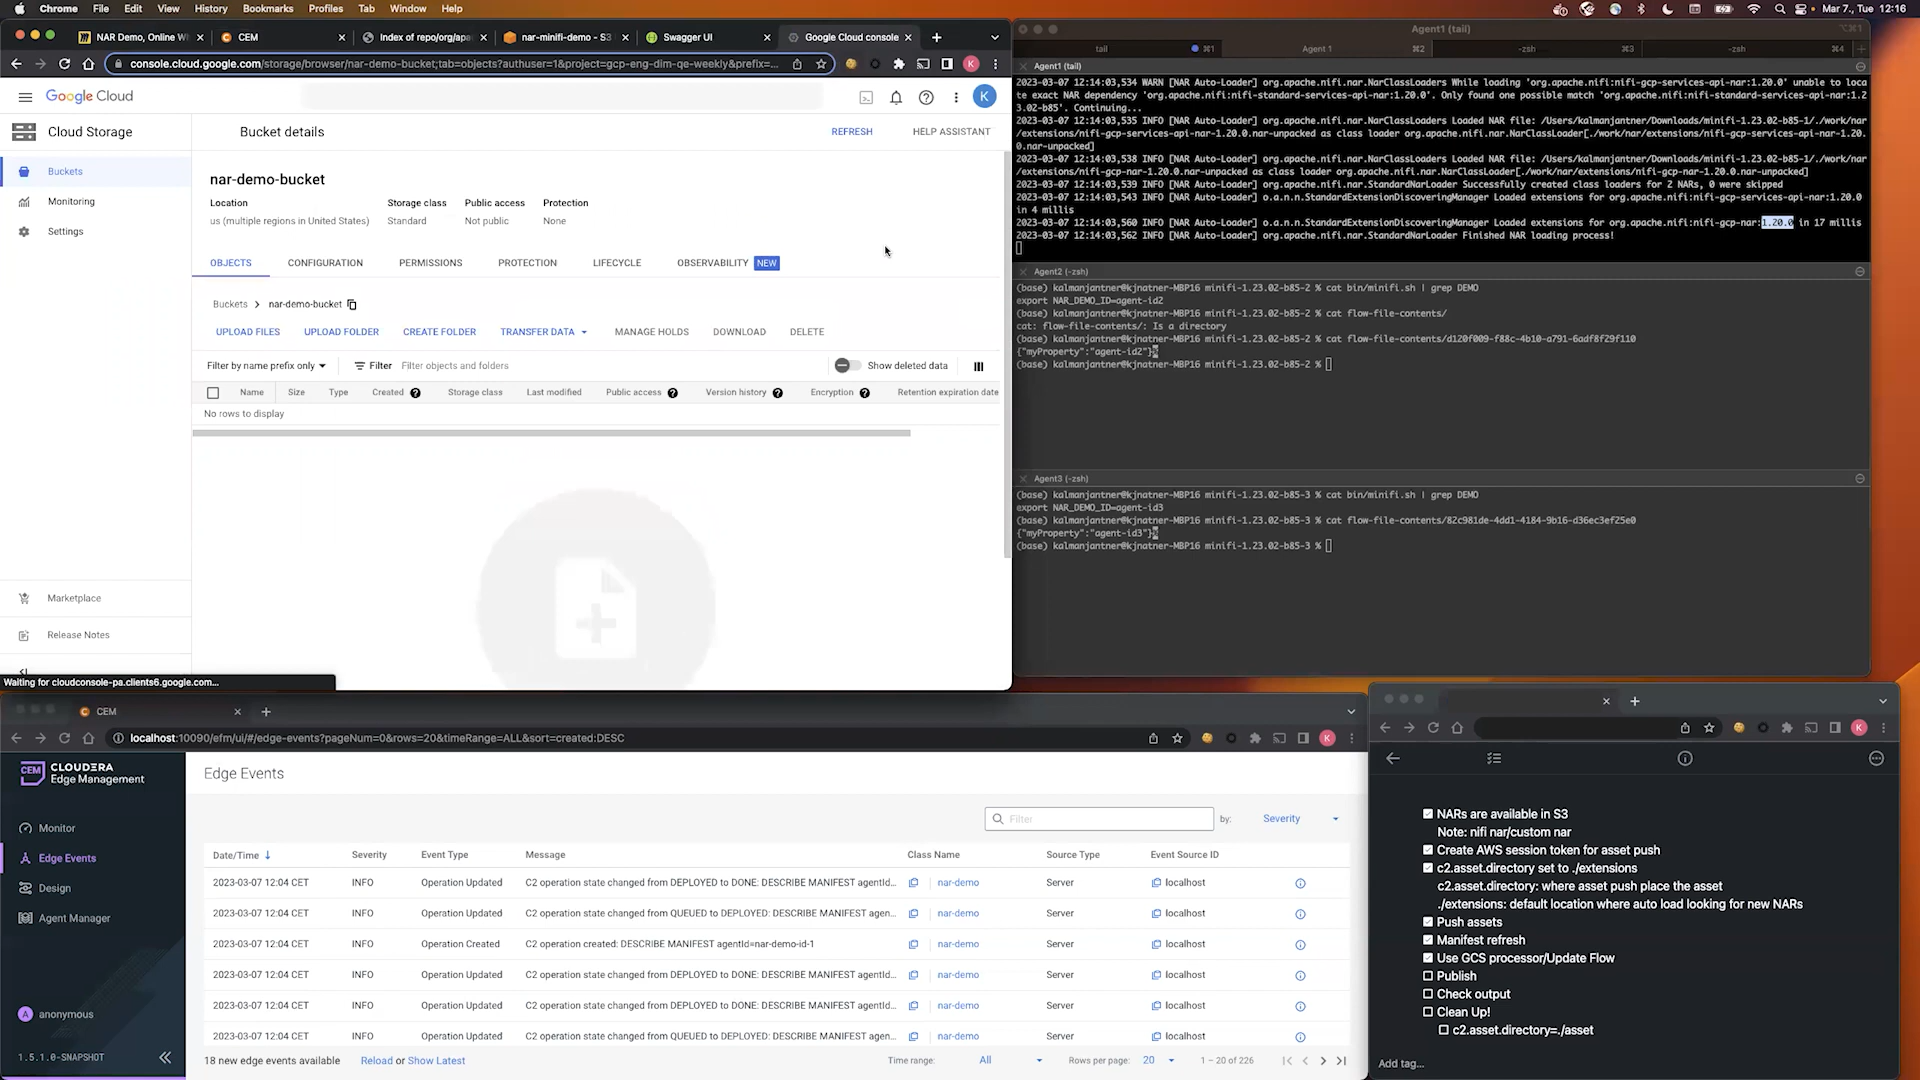 Chrome File Edit View History Bookmarks Profiles Tab Window Help
Mar 7., Tue 12:16
NAR Demo, Online W
CEM
Index of repo/org/apa
nar-minifi-demo - S3
Swagger UI
Google Cloud console
console.cloud.google.com/storage/browser/nar-demo-bucket;tab=objects?authuser=1&project=gcp-eng-dim-qe-weekly&prefix=...
K
Google Cloud
K
Cloud Storage
Bucket details
REFRESH
HELP ASSISTANT
Buckets
Monitoring
Settings
Marketplace
Release Notes
nar-demo-bucket
Location Storage class Public access Protection
us (multiple regions in United States) Standard Not public None
OBJECTS CONFIGURATION PERMISSIONS PROTECTION LIFECYCLE OBSERVABILITY NEW
Buckets > nar-demo-bucket
UPLOAD FILES UPLOAD FOLDER CREATE FOLDER TRANSFER DATA MANAGE HOLDS DOWNLOAD DELETE
Filter by name prefix only Filter Filter objects and folders Show deleted data
Name Size Type Created Storage class Last modified Public access Version history Encryption Retention expiration date
No rows to display
Waiting for cloudconsole-pa.clients6.google.com...
Agent1 (tail)
⌥⌘1
tail ⌘1 Agent 1 ⌘2 -zsh ⌘3 -zsh ⌘4
Agent1 (tail)
2023-03-07 12:14:03,534 WARN [NAR Auto-Loader] org.apache.nifi.nar.NarClassLoaders While loading 'org.apache.nifi:nifi-gcp-nar:1.20.0' unable to loca
te exact NAR dependency 'org.apache.nifi:nifi-standard-services-api-nar:1.20.0'. Only found one possible match 'org.apache.nifi:nifi-standard-services-api-nar:1.2
3.02-b85'. Continuing...
2023-03-07 12:14:03,535 INFO [NAR Auto-Loader] org.apache.nifi.nar.NarClassLoaders Loaded NAR file: /Users/kalmanjantner/Downloads/minifi-1.23.02-b85-1/./work/nar
/extensions/nifi-gcp-services-api-nar-1.20.0.nar-unpacked as class loader org.apache.nifi.nar.NarClassLoader[./work/nar/extensions/nifi-gcp-services-api-nar-1.20.
0.nar-unpacked]
2023-03-07 12:14:03,538 INFO [NAR Auto-Loader] org.apache.nifi.nar.NarClassLoaders Loaded NAR file: /Users/kalmanjantner/Downloads/minifi-1.23.02-b85-1/./work/nar
/extensions/nifi-gcp-nar-1.20.0.nar-unpacked as class loader org.apache.nifi.nar.NarClassLoader[./work/nar/extensions/nifi-gcp-nar-1.20.0.nar-unpacked]
2023-03-07 12:14:03,539 INFO [NAR Auto-Loader] org.apache.nifi.nar.StandardNarLoader Successfully created class loaders for 2 NARs, 0 were skipped
2023-03-07 12:14:03,543 INFO [NAR Auto-Loader] o.a.n.n.StandardExtensionDiscoveringManager Loaded extensions for org.apache.nifi:nifi-gcp-services-api-nar:1.20.0
in 4 millis
2023-03-07 12:14:03,560 INFO [NAR Auto-Loader] o.a.n.n.StandardExtensionDiscoveringManager Loaded extensions for org.apache.nifi:nifi-gcp-nar:1.20.0 in 17 millis
2023-03-07 12:14:03,562 INFO [NAR Auto-Loader] org.apache.nifi.nar.StandardNarLoader Finished NAR loading process!
Agent2 (-zsh)
(base) kalmanjantner@kjnatner-MBP16 minifi-1.23.02-b85-2 % cat bin/minifi.sh | grep DEMO
export NAR_DEMO_ID=agent-id2
(base) kalmanjantner@kjnatner-MBP16 minifi-1.23.02-b85-2 % cat flow-file-contents/
cat: flow-file-contents/: Is a directory
(base) kalmanjantner@kjnatner-MBP16 minifi-1.23.02-b85-2 % cat flow-file-contents/d120f009-f88c-4b10-a791-6adf8f29f110
{"myProperty":"agent-id2"}%
(base) kalmanjantner@kjnatner-MBP16 minifi-1.23.02-b85-2 %
Agent3 (-zsh)
(base) kalmanjantner@kjnatner-MBP16 minifi-1.23.02-b85-3 % cat bin/minifi.sh | grep DEMO
export NAR_DEMO_ID=agent-id3
(base) kalmanjantner@kjnatner-MBP16 minifi-1.23.02-b85-3 % cat flow-file-contents/82c981de-4dd1-4184-9b16-d36ec3ef25e0
{"myProperty":"agent-id3"}%
(base) kalmanjantner@kjnatner-MBP16 minifi-1.23.02-b85-3 %
CEM
localhost:10090/efm/ui/#/edge-events?pageNum=0&rows=20&timeRange=ALL&sort=created:DESC
K
CEM CLOUDERA
Edge Management
Monitor
Edge Events
Design
Agent Manager
A anonymous
1.5.1.0-SNAPSHOT
Edge Events
Filter by: Severity
Date/Time Severity Event Type Message Class Name Source Type Event Source ID
2023-03-07 12:04 CET INFO Operation Updated C2 operation state changed from DEPLOYED to DONE: DESCRIBE MANIFEST agentId... nar-demo Server localhost
2023-03-07 12:04 CET INFO Operation Updated C2 operation state changed from QUEUED to DEPLOYED: DESCRIBE MANIFEST agen... nar-demo Server localhost
2023-03-07 12:04 CET INFO Operation Created C2 operation created: DESCRIBE MANIFEST agentId=nar-demo-id-1 nar-demo Server localhost
2023-03-07 12:04 CET INFO Operation Updated C2 operation state changed from DEPLOYED to DONE: DESCRIBE MANIFEST agentId... nar-demo Server localhost
2023-03-07 12:04 CET INFO Operation Updated C2 operation state changed from DEPLOYED to DONE: DESCRIBE MANIFEST agentId... nar-demo Server localhost
2023-03-07 12:04 CET INFO Operation Updated C2 operation state changed from QUEUED to DEPLOYED: DESCRIBE MANIFEST agen... nar-demo Server localhost
18 new edge events available Reload or Show Latest Time range: All Rows per page: 20 1 – 20 of 226
K
NARs are available in S3
Note: nifi nar/custom nar
Create AWS session token for asset push
c2.asset.directory set to ./extensions
c2.asset.directory: where asset push place the asset
./extensions: default location where auto load looking for new NARs
Push assets
Manifest refresh
Use GCS processor/Update Flow
Publish
Check output
Clean Up!
c2.asset.directory=./asset
Add tag...